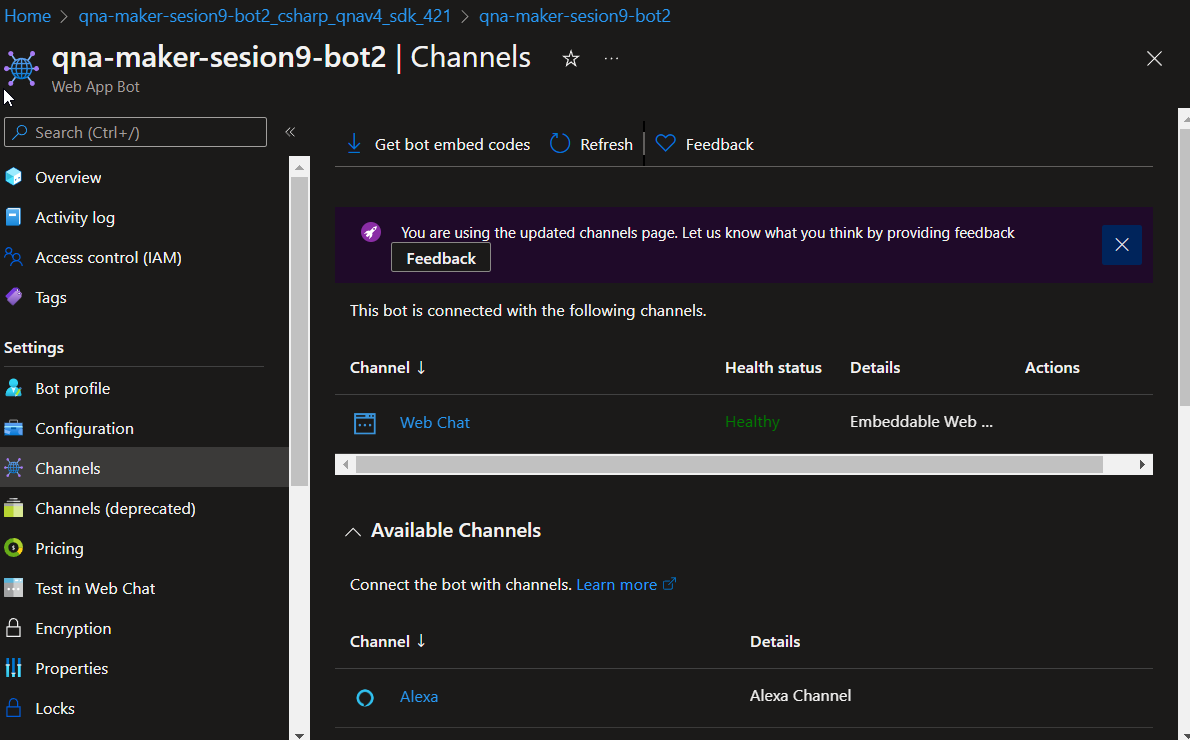 Home > qna-maker-sesion9-bot2_csharp_qnav4_sdk_421 > qna-maker-sesion9-bot2
qna-maker-sesion9-bot2 | Channels
Web App Bot
Search (Ctrl+/)
Overview
Activity log
Access control (IAM)
Tags
Settings
Bot profile
Configuration
Channels
Channels (deprecated)
Pricing
Test in Web Chat
Encryption
Properties
Locks
Get bot embed codes Refresh Feedback
You are using the updated channels page. Let us know what you think by providing feedback
Feedback
This bot is connected with the following channels.
Channel ↓ Health status Details Actions
Web Chat Healthy Embeddable Web ...
Available Channels
Connect the bot with channels. Learn more
Channel ↓ Details
Alexa Alexa Channel